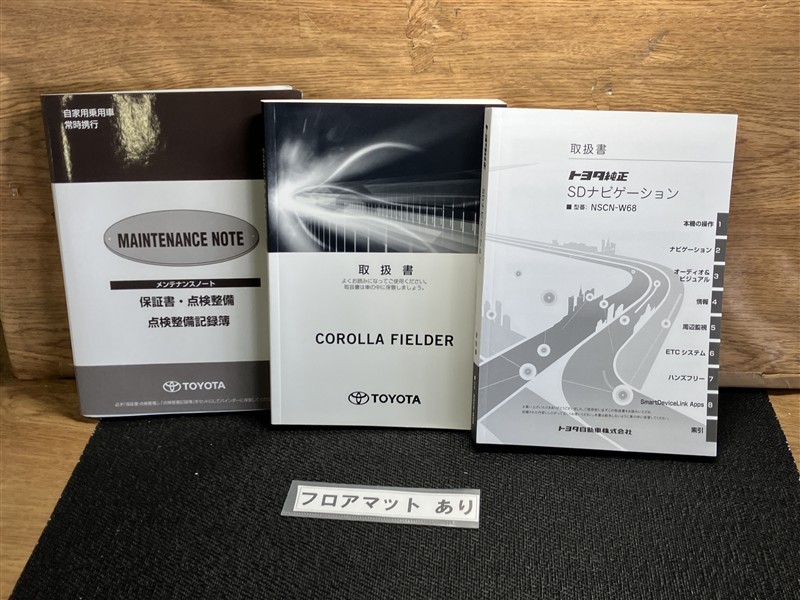 自家用乗用車
常時携行
MAINTENANCE NOTE
メンテナンスノート
保証書・点検整備
点検整備記録簿
TOYOTA
取扱書
よくお読みになってご使用ください。
取扱書は車の中に保管しましょう。
COROLLA FIELDER
TOYOTA
取扱書
トヨタ純正
SDナビゲーション
■ 型番: NSCN-W68
本機の操作 1
ナビゲーション 2
オーディオ&
ビジュアル 3
情報 4
周辺監視 5
ETCシステム 6
ハンズフリー 7
SmartDeviceLink Apps 8
索引
トヨタ自動車株式会社
フロアマット あり